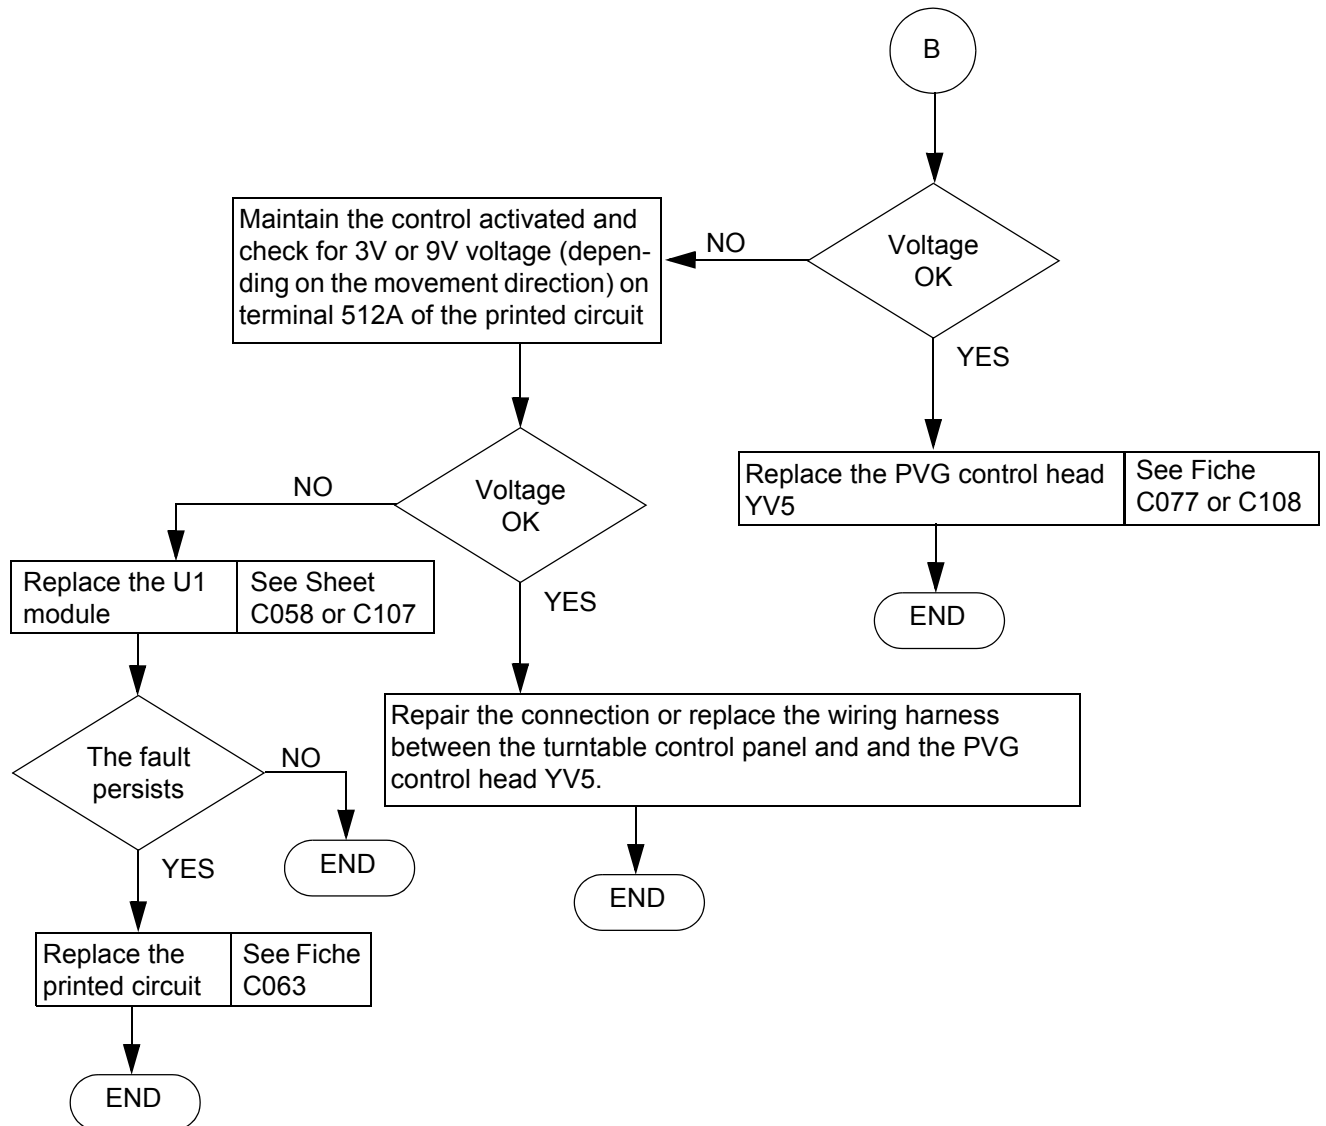 B
Voltage
OK
NO
YES
Maintain the control activated and
check for 3V or 9V voltage (depen-
ding on the movement direction) on
terminal 512A of the printed circuit
Replace the PVG control head
YV5
See Fiche
C077 or C108
END
Voltage
OK
NO
YES
Replace the U1
module
See Sheet
C058 or C107
Repair the connection or replace the wiring harness
between the turntable control panel and and the PVG
control head YV5.
END
The fault
persists
NO
END
YES
Replace the
printed circuit
See Fiche
C063
END